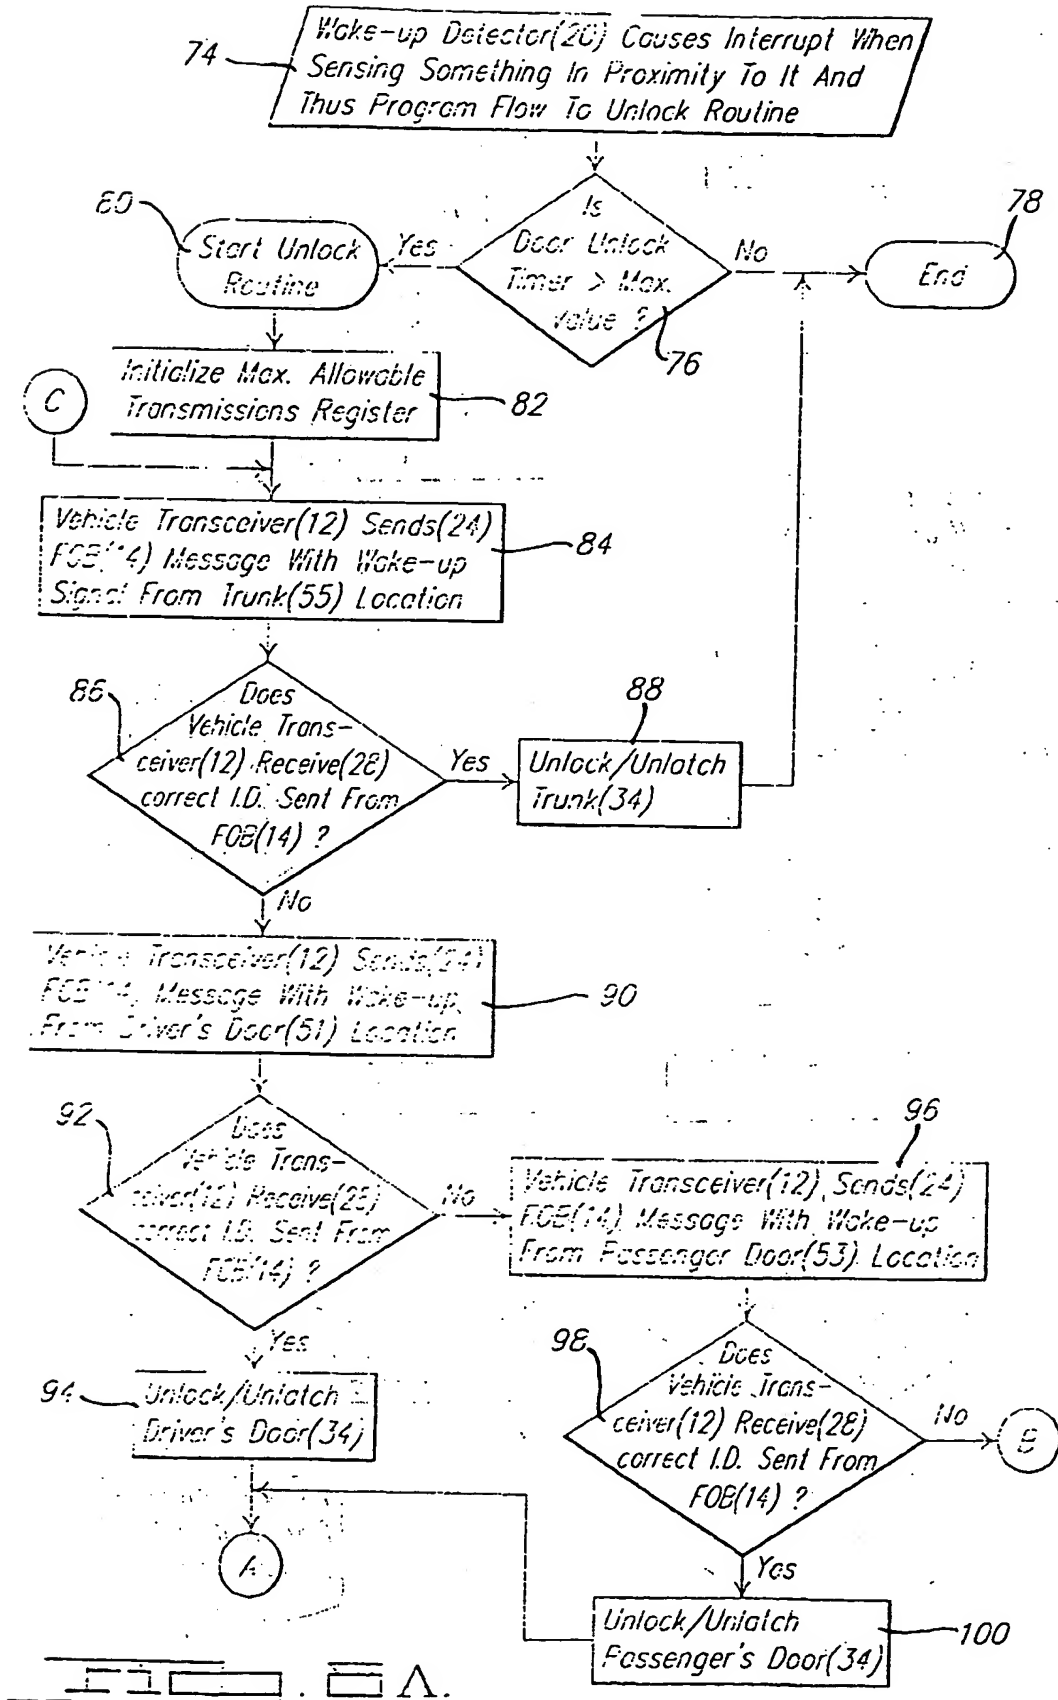 Wake-up Detector(20) Causes Interrupt When
Sensing Something In Proximity To It And
Thus Program Flow To Unlock Routine
74
Is
Door Unlock
Timer > Max.
Value ?
76
Yes
No
78
End
80
Start Unlock
Routine
Initialize Max. Allowable
Transmissions Register
82
C
Vehicle Transceiver(12) Sends(24)
FOB(14) Message With Wake-up
Signal From Trunk(55) Location
84
86
Does
Vehicle Trans-
ceiver(12) Receive(28)
correct I.D. Sent From
FOB(14) ?
Yes
88
Unlock/Unlatch
Trunk(34)
No
Vehicle Transceiver(12) Sends(24)
FOB(14) Message With Wake-up
From Driver's Door(51) Location
90
92
Does
Vehicle Trans-
ceiver(12) Receive(28)
correct I.D. Sent From
FOB(14) ?
No
96
Vehicle Transceiver(12) Sends(24)
FOB(14) Message With Wake-up
From Passenger Door(53) Location
Yes
94
Unlock/Unlatch
Driver's Door(34)
A
98
Does
Vehicle Trans-
ceiver(12) Receive(28)
correct I.D. Sent From
FOB(14) ?
No
B
Yes
Unlock/Unlatch
Passenger's Door(34)
100
A.